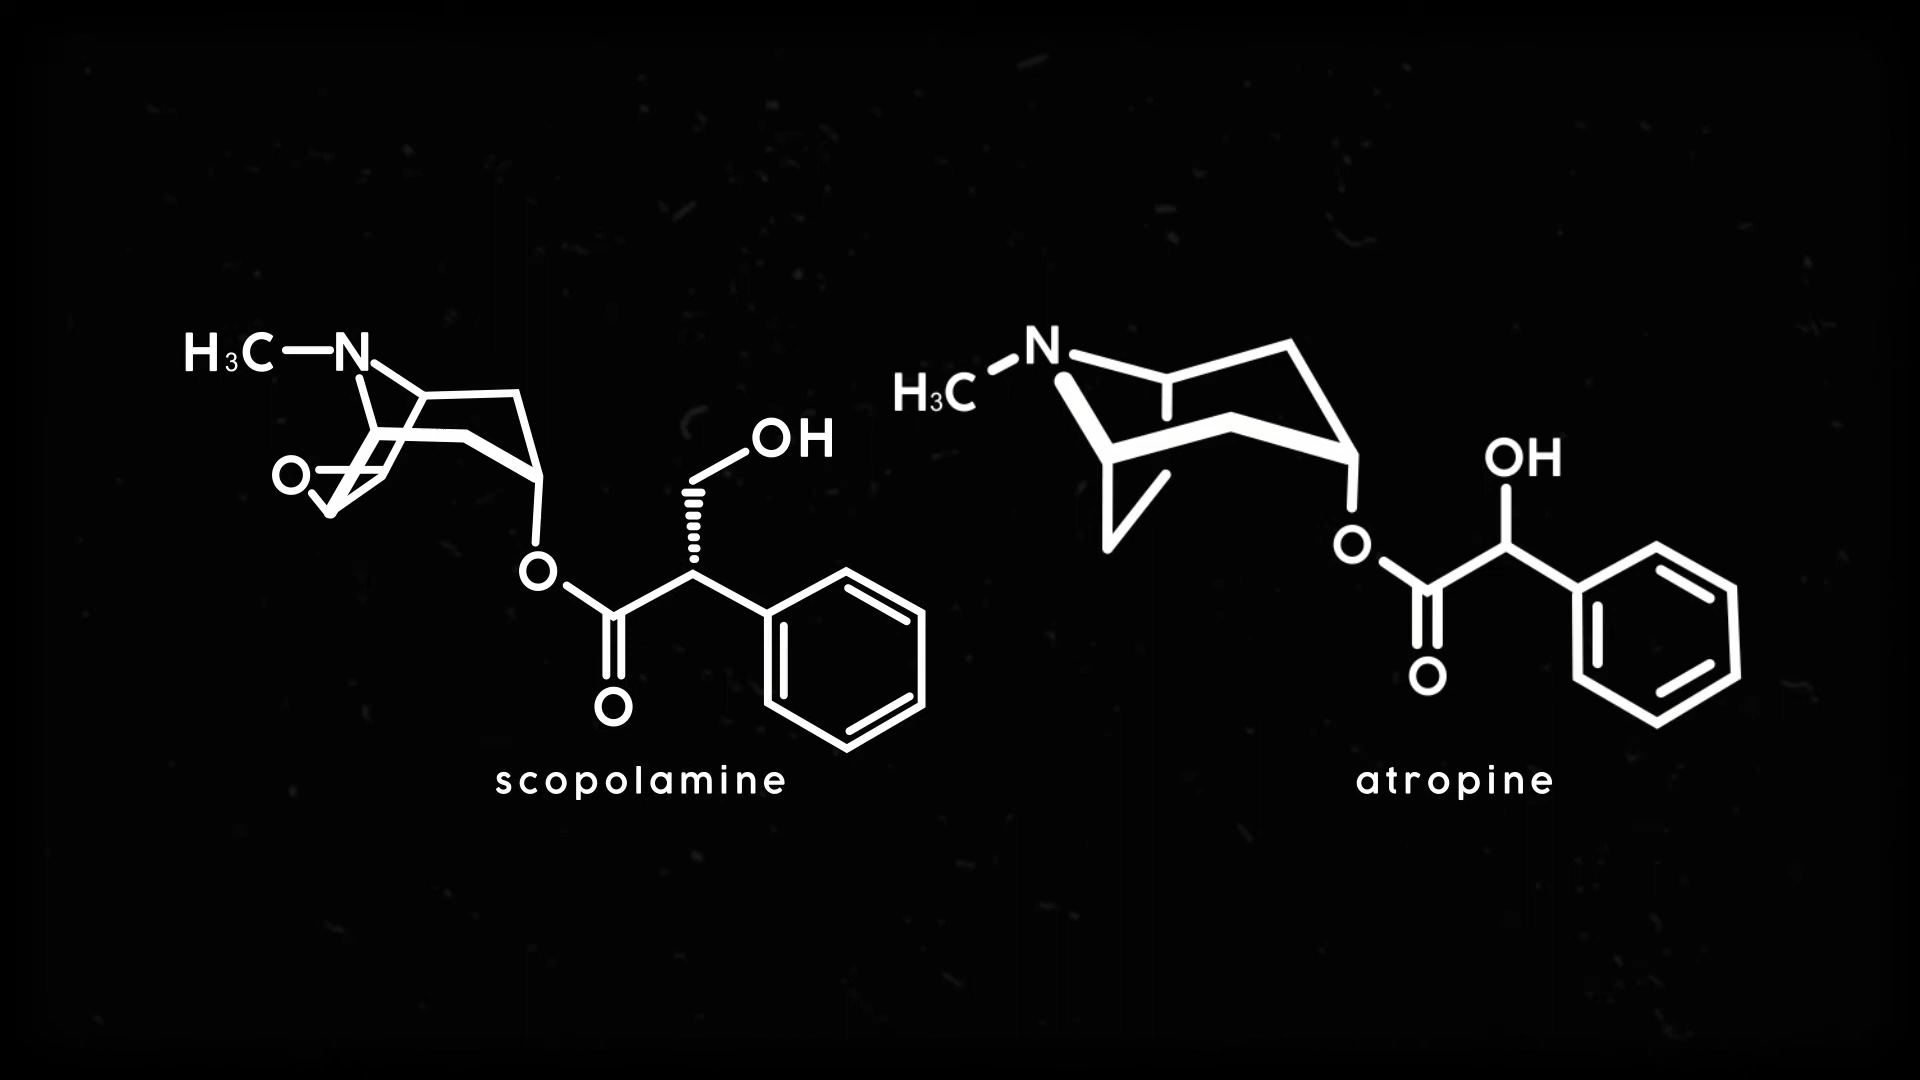 H₃C N
O
OH
O
O
scopolamine
N
H₃C
OH
O
O
atropine